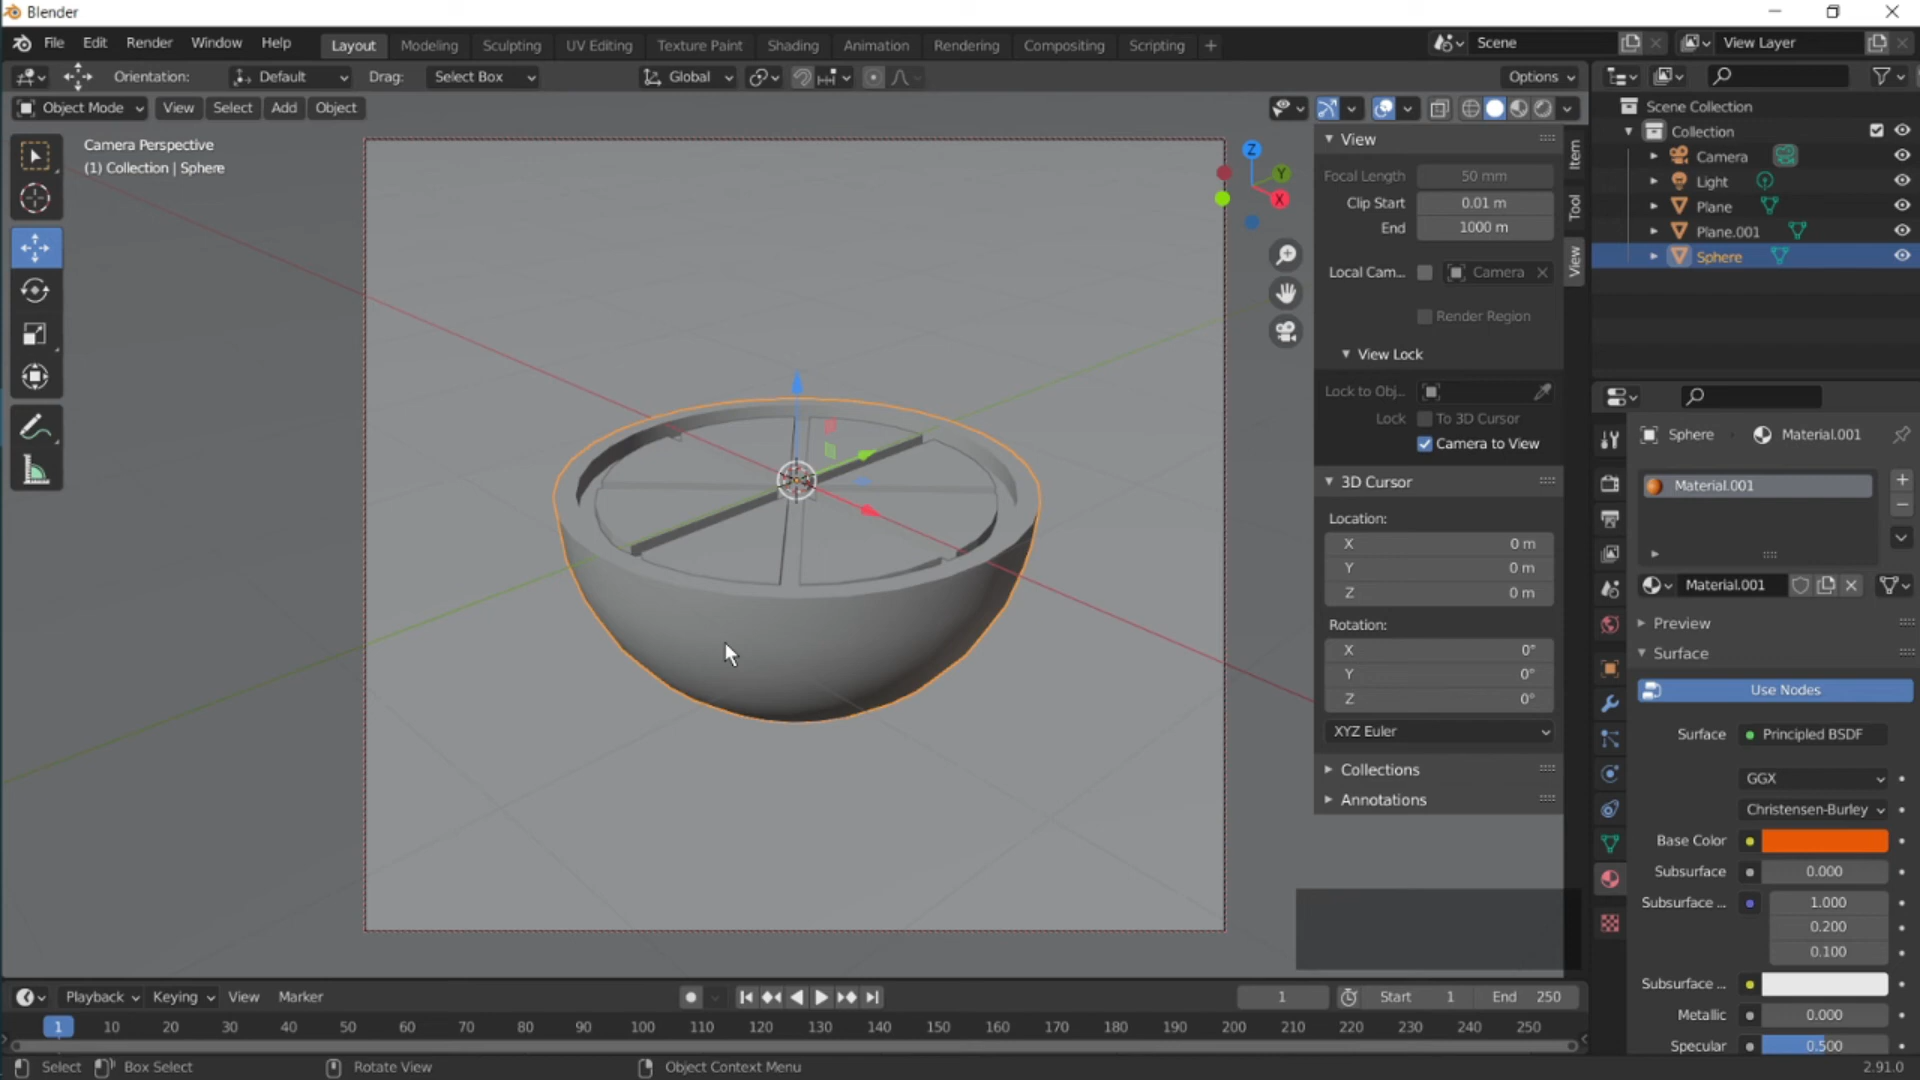 Blender
File Edit Render Window Help Layout Modeling Sculpting UV Editing Texture Paint Shading Animation Rendering Compositing Scripting + Scene View Layer
Orientation: Default Drag: Select Box Global Options
Object Mode View Select Add Object
Camera Perspective
(1) Collection | Sphere
Z
Y
X
View
Focal Length 50 mm
Clip Start 0.01 m
End 1000 m
Local Cam... Camera
Render Region
View Lock
Lock to Obj...
Lock To 3D Cursor
Camera to View
3D Cursor
Location:
X 0 m
Y 0 m
Z 0 m
Rotation:
X 0°
Y 0°
Z 0°
XYZ Euler
Collections
Annotations
Item
Tool
View
Scene Collection
Collection
Camera
Light
Plane
Plane.001
Sphere
Sphere Material.001
Material.001
Material.001
Preview
Surface
Use Nodes
Surface Principled BSDF
GGX
Christensen-Burley
Base Color
Subsurface 0.000
Subsurface ... 1.000
0.200
0.100
Subsurface ...
Metallic 0.000
Specular 0.500
Playback Keying View Marker 1 Start 1 End 250
1 10 20 30 40 50 60 70 80 90 100 110 120 130 140 150 160 170 180 190 200 210 220 230 240 250
Select Box Select Rotate View Object Context Menu 2.91.0